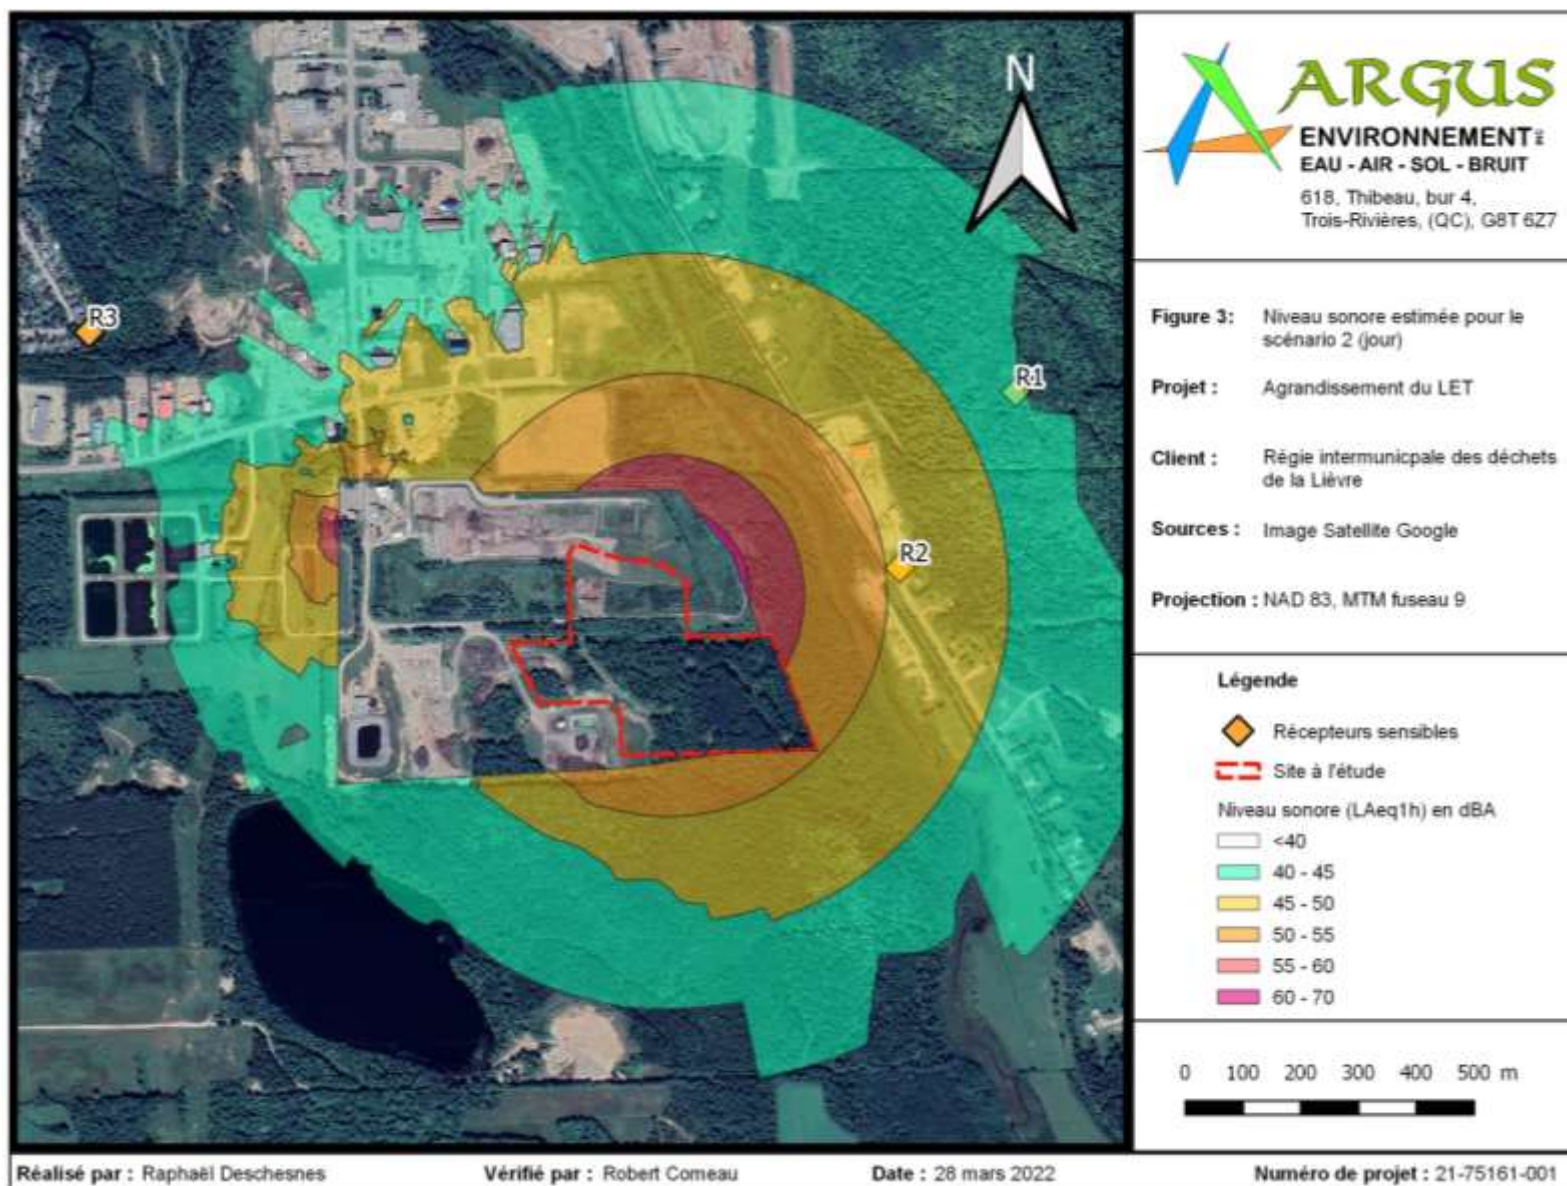 N
R3
R1
R2
ARGUS
ENVIRONNEMENT INC
EAU - AIR - SOL - BRUIT
618, Thibeau, bur 4,
Trois-Rivières, (QC), G8T 6Z7
Figure 3: Niveau sonore estimée pour le
scénario 2 (jour)
Projet : Agrandissement du LET
Client : Régie intermunicpale des déchets
de la Lièvre
Sources : Image Satellite Google
Projection : NAD 83, MTM fuseau 9
Légende
Récepteurs sensibles
Site à l'étude
Niveau sonore (LAeq1h) en dBA
<40
40 - 45
45 - 50
50 - 55
55 - 60
60 - 70
0 100 200 300 400 500 m
Réalisé par : Raphaël Deschesnes Vérifié par : Robert Comeau Date : 28 mars 2022 Numéro de projet : 21-75161-001